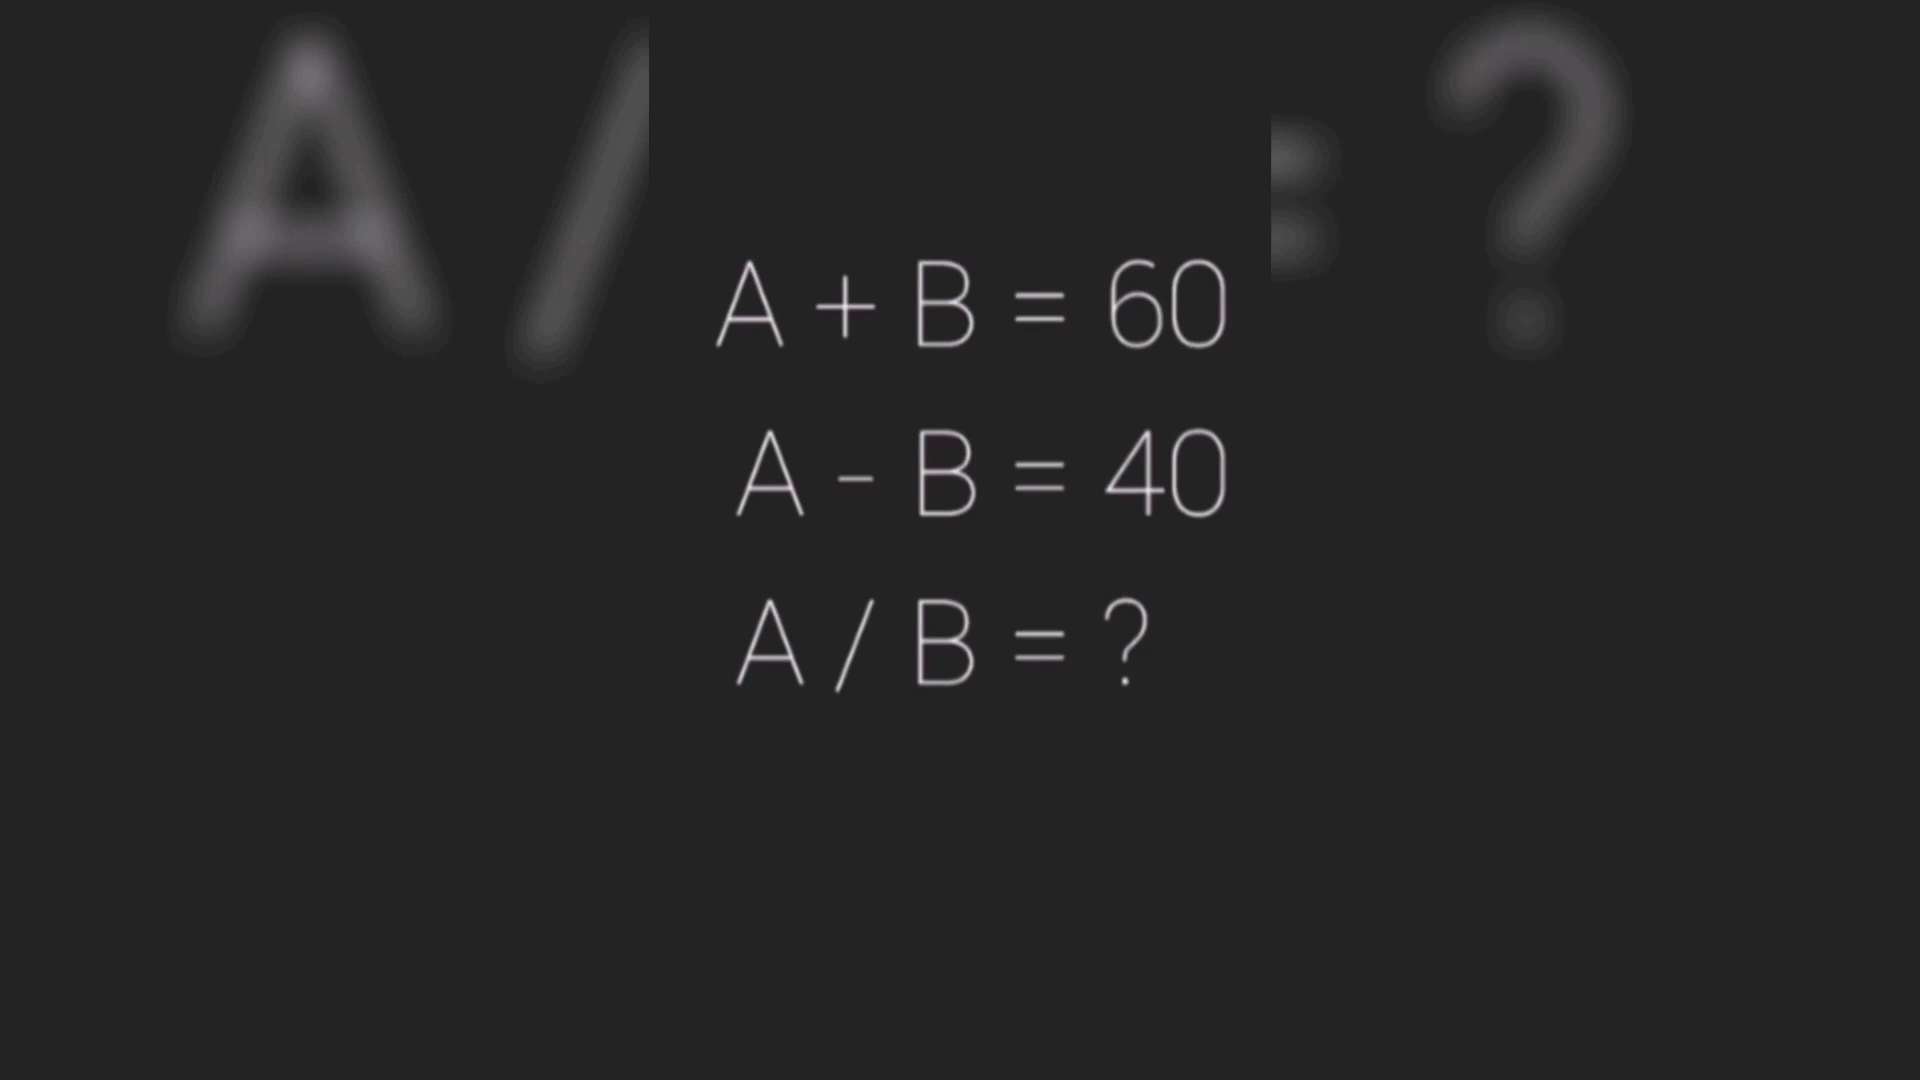 A + B = 60
A - B = 40
A / B = ?